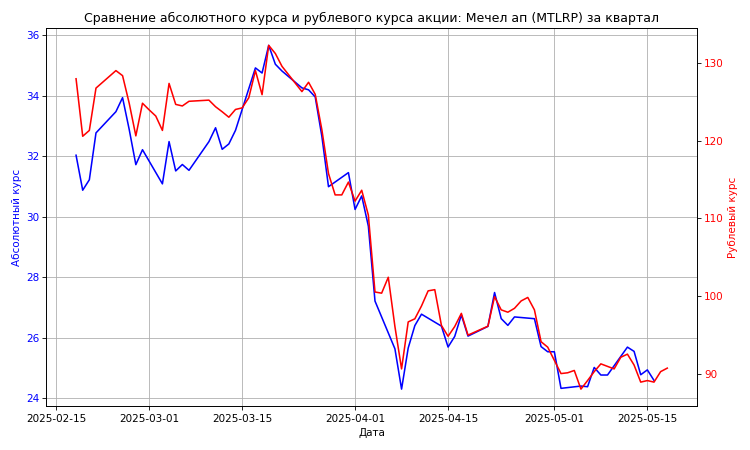 Сравнение абсолютного курса и рублевого курса акции: Мечел ап (MTLRP) за квартал
36
34
32
30
28
26
24
Абсолютный курс
130
120
110
100
90
Рублевый курс
2025-02-15 2025-03-01 2025-03-15 2025-04-01 2025-04-15 2025-05-01 2025-05-15
Дата